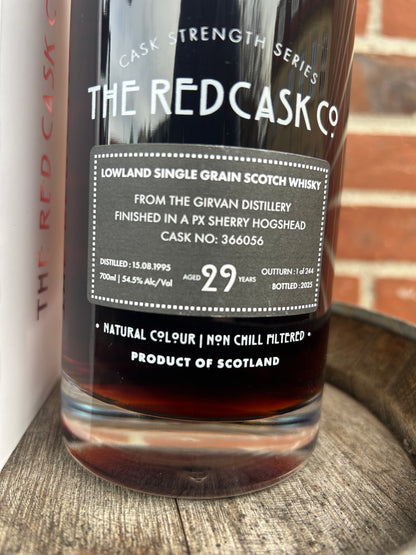 CASK STRENGTH SERIES
THE RED CASK Co
LOWLAND SINGLE GRAIN SCOTCH WHISKY
FROM THE GIRVAN DISTILLERY
FINISHED IN A PX SHERRY HOGSHEAD
CASK NO: 366056
DISTILLED : 15.08.1995
700ml | 54.5% Alc/Vol
AGED 29 YEARS
OUTTURN : 1 of 244
BOTTLED : 2025
• NATURAL COLOUR | NON CHILL FILTERED •
PRODUCT OF SCOTLAND
THE RED CASK C